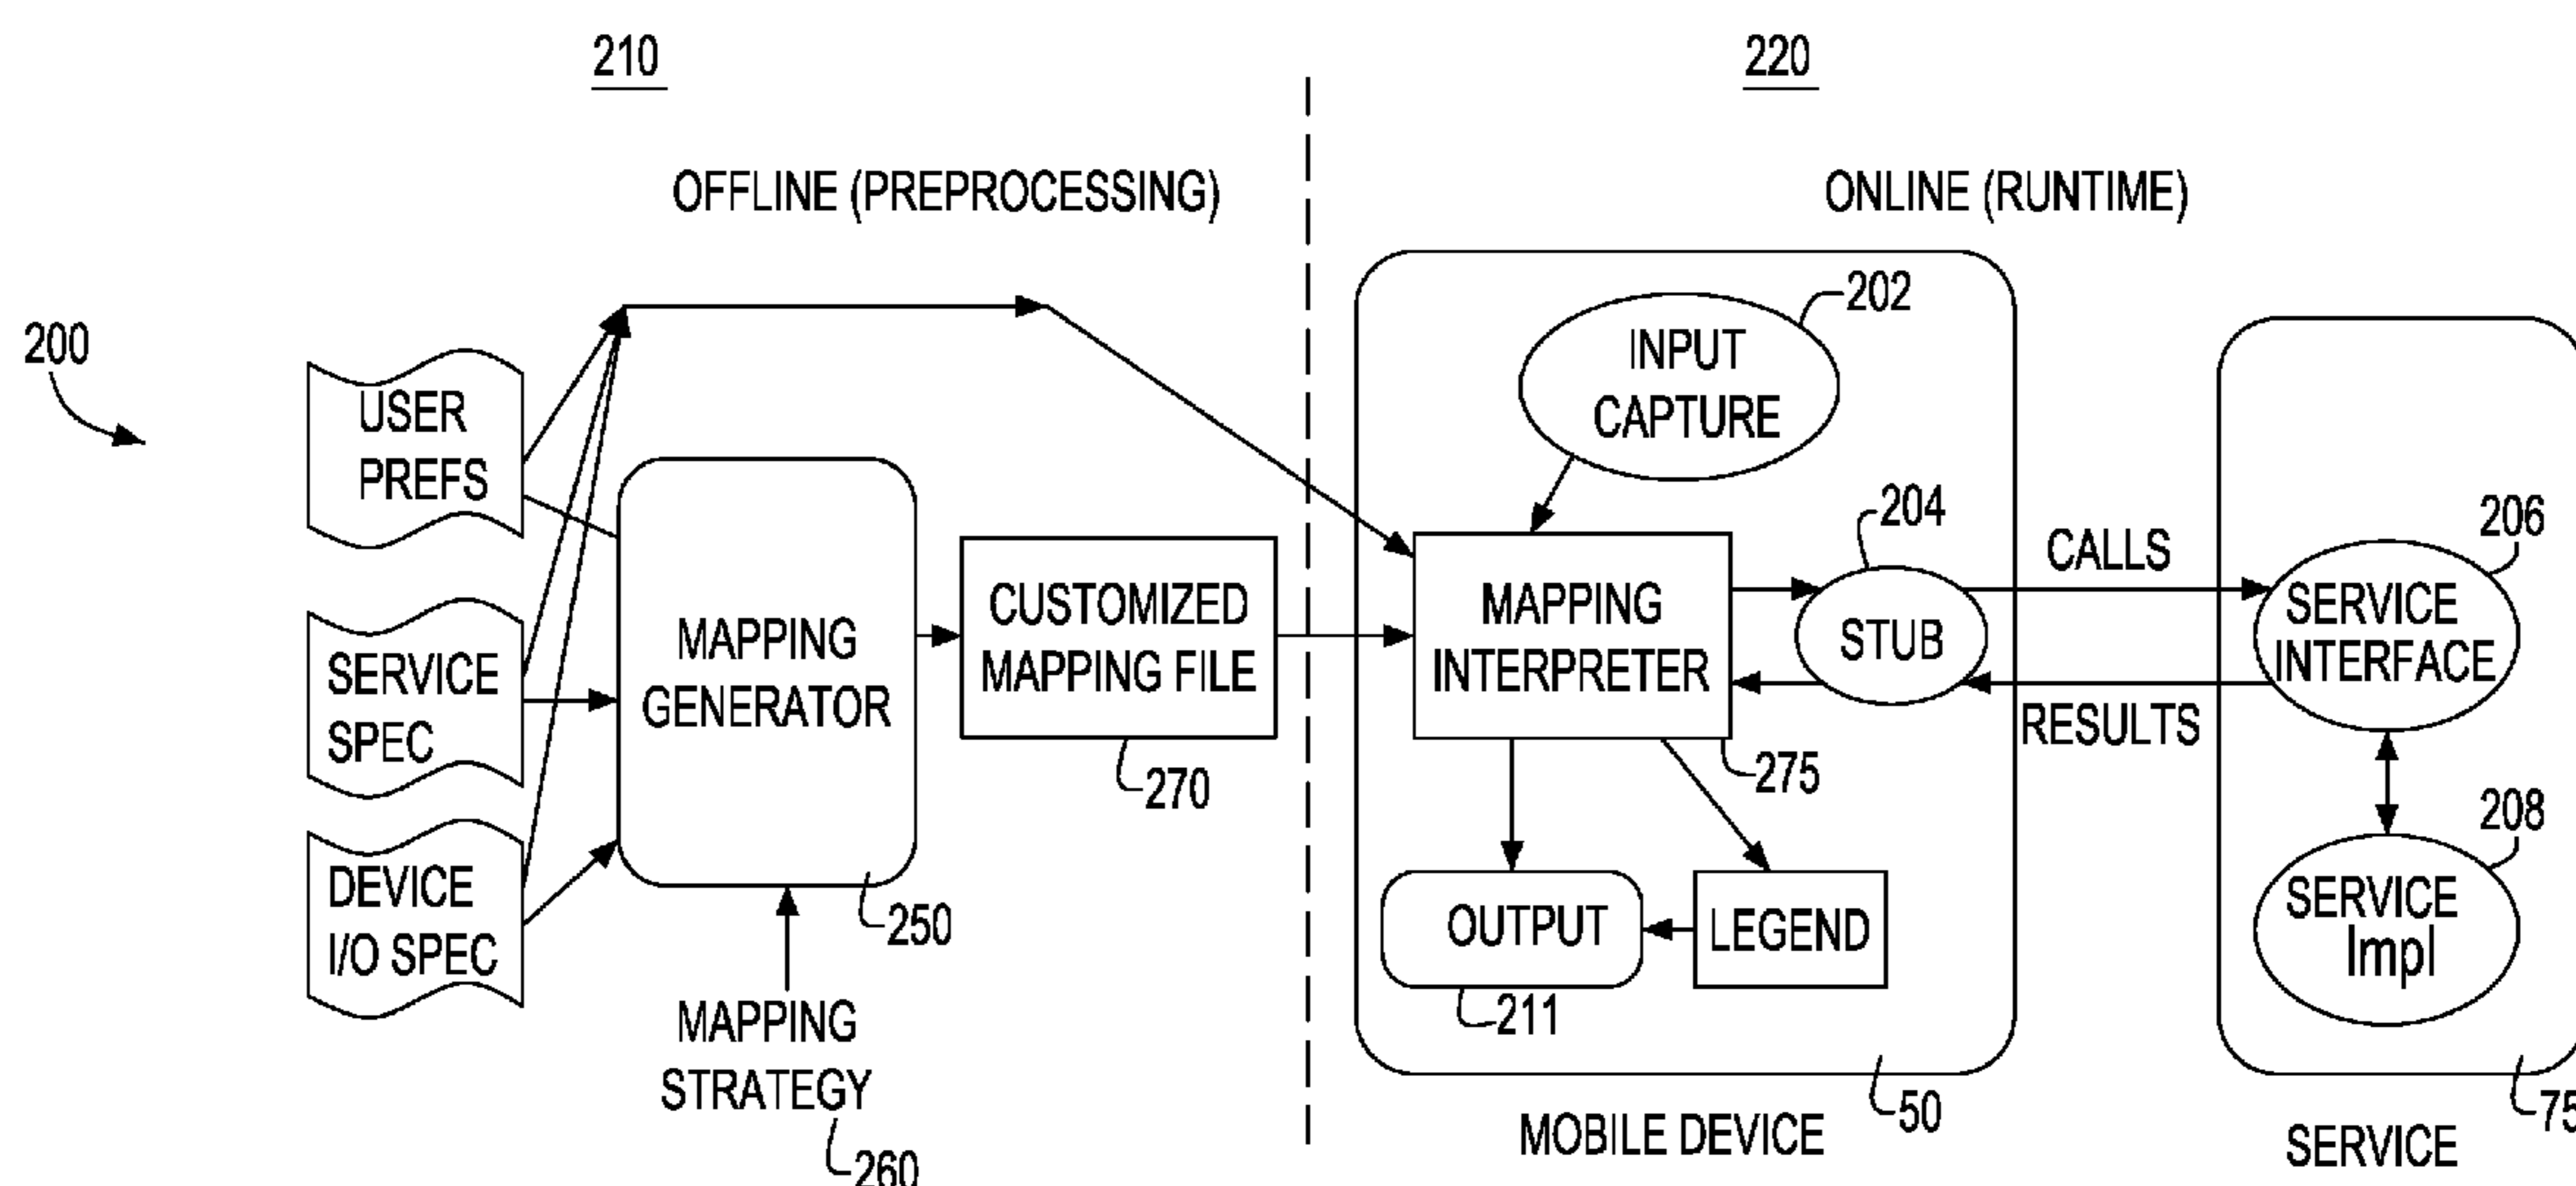 210
220
OFFLINE (PREPROCESSING)
ONLINE (RUNTIME)
200
USER
PREFS
SERVICE
SPEC
DEVICE
I/O SPEC
MAPPING
GENERATOR
250
MAPPING
STRATEGY
260
CUSTOMIZED
MAPPING FILE
270
INPUT
CAPTURE
202
MAPPING
INTERPRETER
275
204
STUB
CALLS
RESULTS
OUTPUT
211
LEGEND
50
MOBILE DEVICE
206
SERVICE
INTERFACE
208
SERVICE
Impl
75
SERVICE